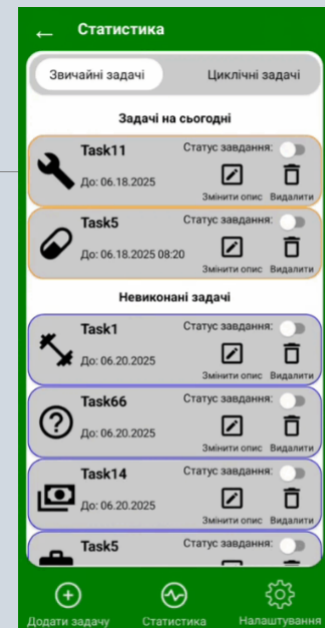 Статистика
Звичайні задачі Циклічні задачі
Задачі на сьогодні
Task11 Статус завдання:
До: 06.18.2025
Змінити опис Видалити
Task5 Статус завдання:
До: 06.18.2025 08:20
Змінити опис Видалити
Невиконані задачі
Task1 Статус завдання:
До: 06.20.2025
Змінити опис Видалити
Task66 Статус завдання:
До: 06.20.2025
Змінити опис Видалити
Task14 Статус завдання:
До: 06.20.2025
Змінити опис Видалити
Task5 Статус завдання:
Додати задачу Статистика Налаштування